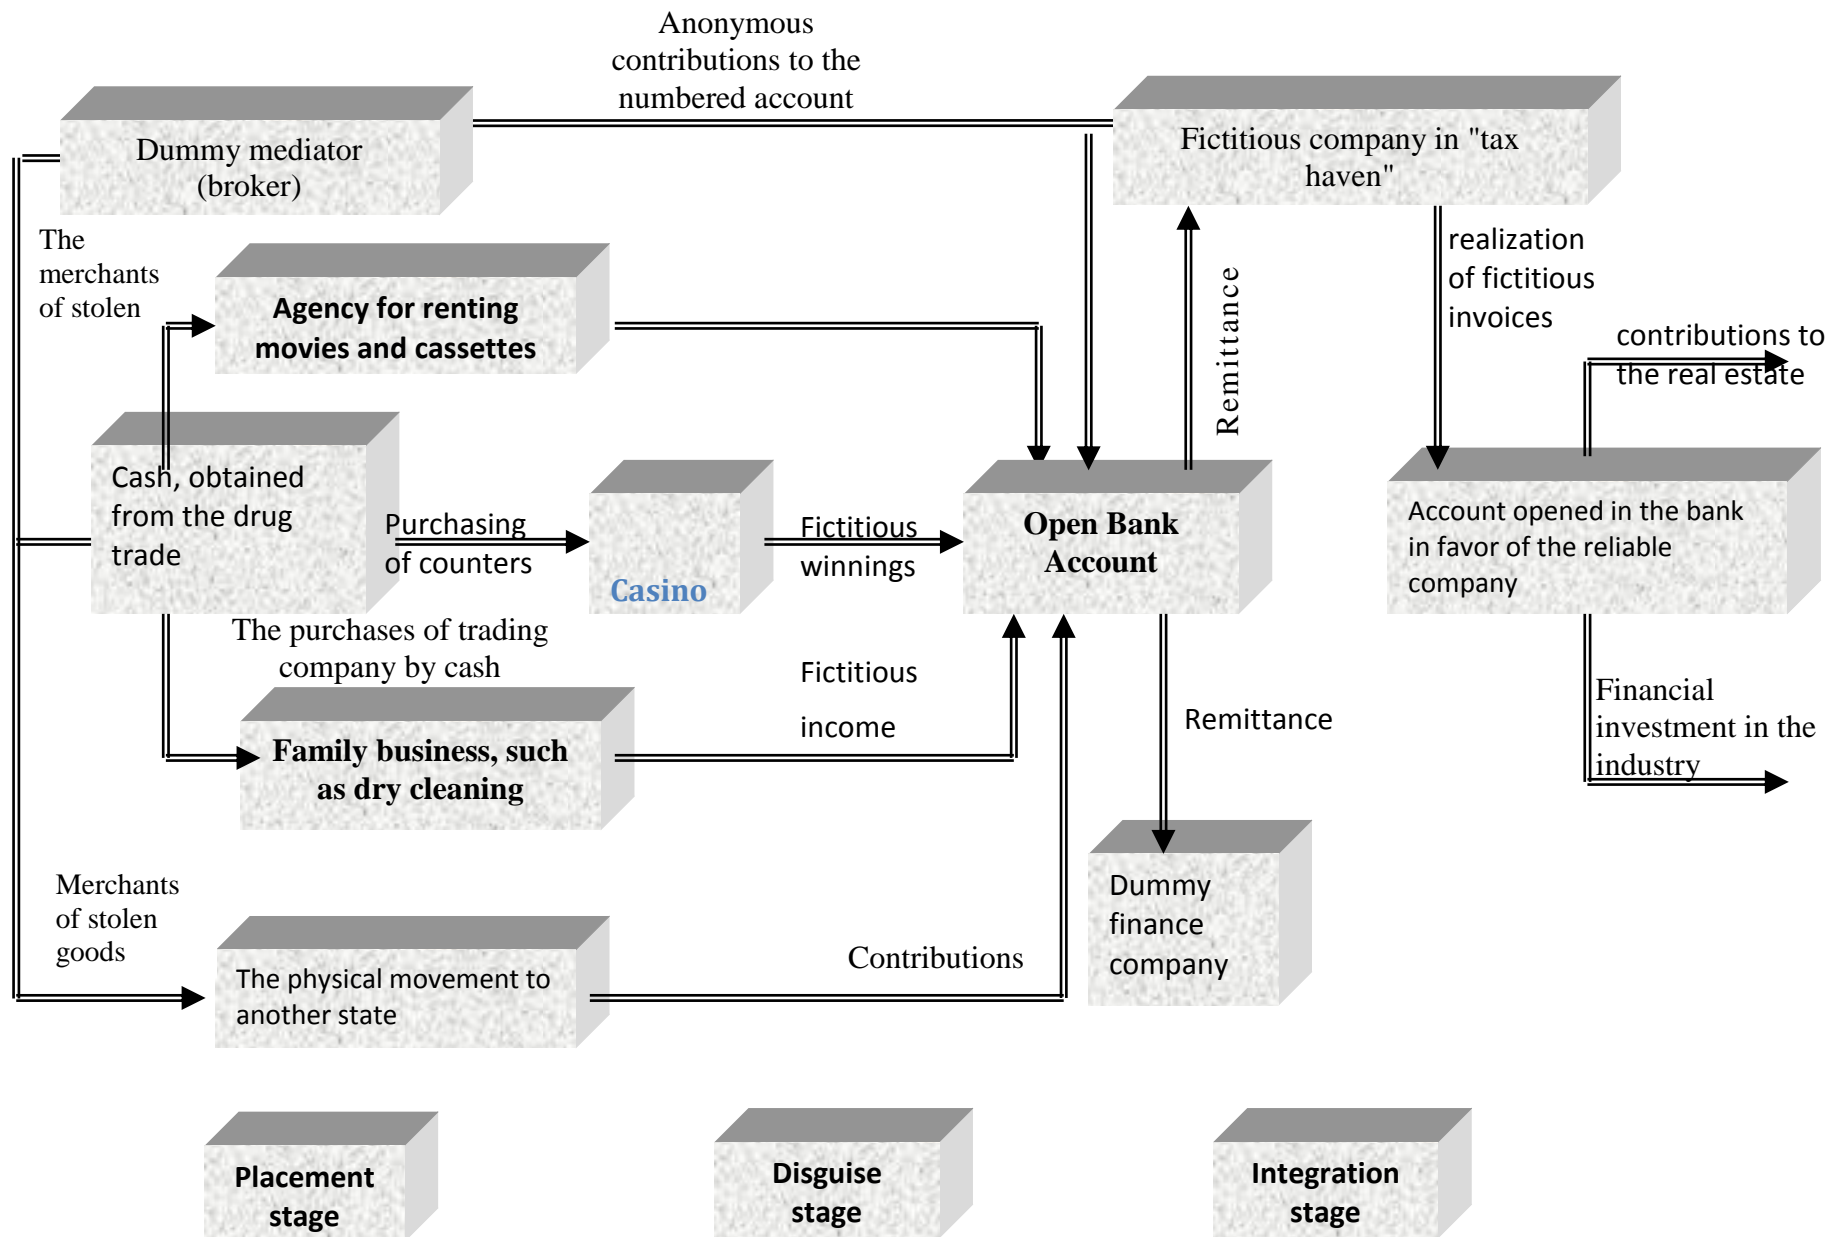 Anonymous
contributions to the
numbered account
Dummy mediator
(broker)
Fictitious company in "tax
haven"
The
merchants
of stolen
Agency for renting
movies and cassettes
Remittance
realization
of fictitious
invoices
contributions to
the real estate
Cash, obtained
from the drug
trade
Purchasing
of counters
Casino
Fictitious
winnings
Open Bank
Account
Account opened in the bank
in favor of the reliable
company
The purchases of trading
company by cash
Family business, such
as dry cleaning
Fictitious
income
Remittance
Financial
investment in the
industry
Merchants
of stolen
goods
The physical movement to
another state
Contributions
Dummy
finance
company
Placement
stage
Disguise
stage
Integration
stage